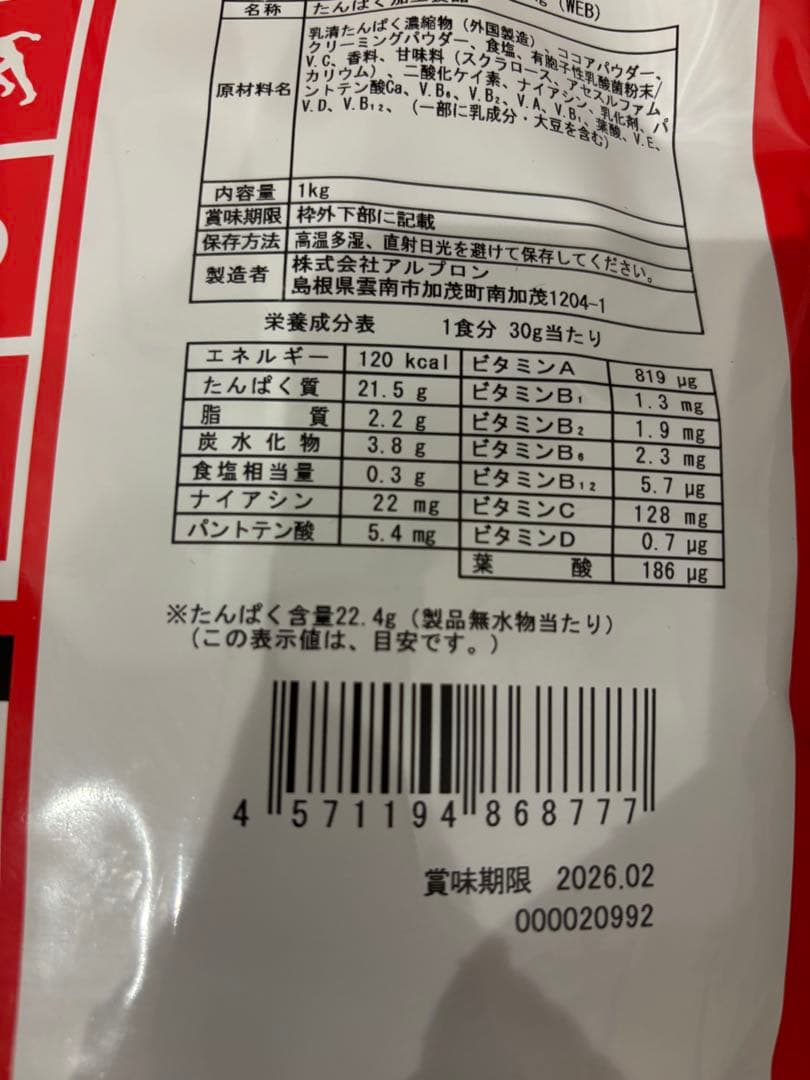 名称 たんぱく加工食品 (WEB)
原材料名
乳清たんぱく濃縮物(外国製造)、ココアパウダー、
クリーミングパウダー、食塩、有胞子性乳酸菌粉末/
V.C、香料、甘味料(スクラロース、アセスルファム
カリウム)、二酸化ケイ素、ナイアシン、乳化剤、パ
ントテン酸Ca、V.B₆、V.B₂、V.A、V.B₁、葉酸、V.E、
V.D、V.B₁₂、(一部に乳成分・大豆を含む)
内容量 1kg
賞味期限 枠外下部に記載
保存方法 高温多湿、直射日光を避けて保存してください。
製造者 株式会社アルプロン
島根県雲南市加茂町南加茂1204-1
栄養成分表 1食分 30g当たり
エネルギー 120 kcal ビタミンA 819 μg
たんぱく質 21.5 g ビタミンB₁ 1.3 mg
脂質 2.2 g ビタミンB₂ 1.9 mg
炭水化物 3.8 g ビタミンB₆ 2.3 mg
食塩相当量 0.3 g ビタミンB₁₂ 5.7 μg
ナイアシン 22 mg ビタミンC 128 mg
パントテン酸 5.4 mg ビタミンD 0.7 μg
葉酸 186 μg
※たんぱく含量22.4g(製品無水物当たり)
(この表示値は、目安です。)
4 571194 868777
賞味期限 2026.02
000020992